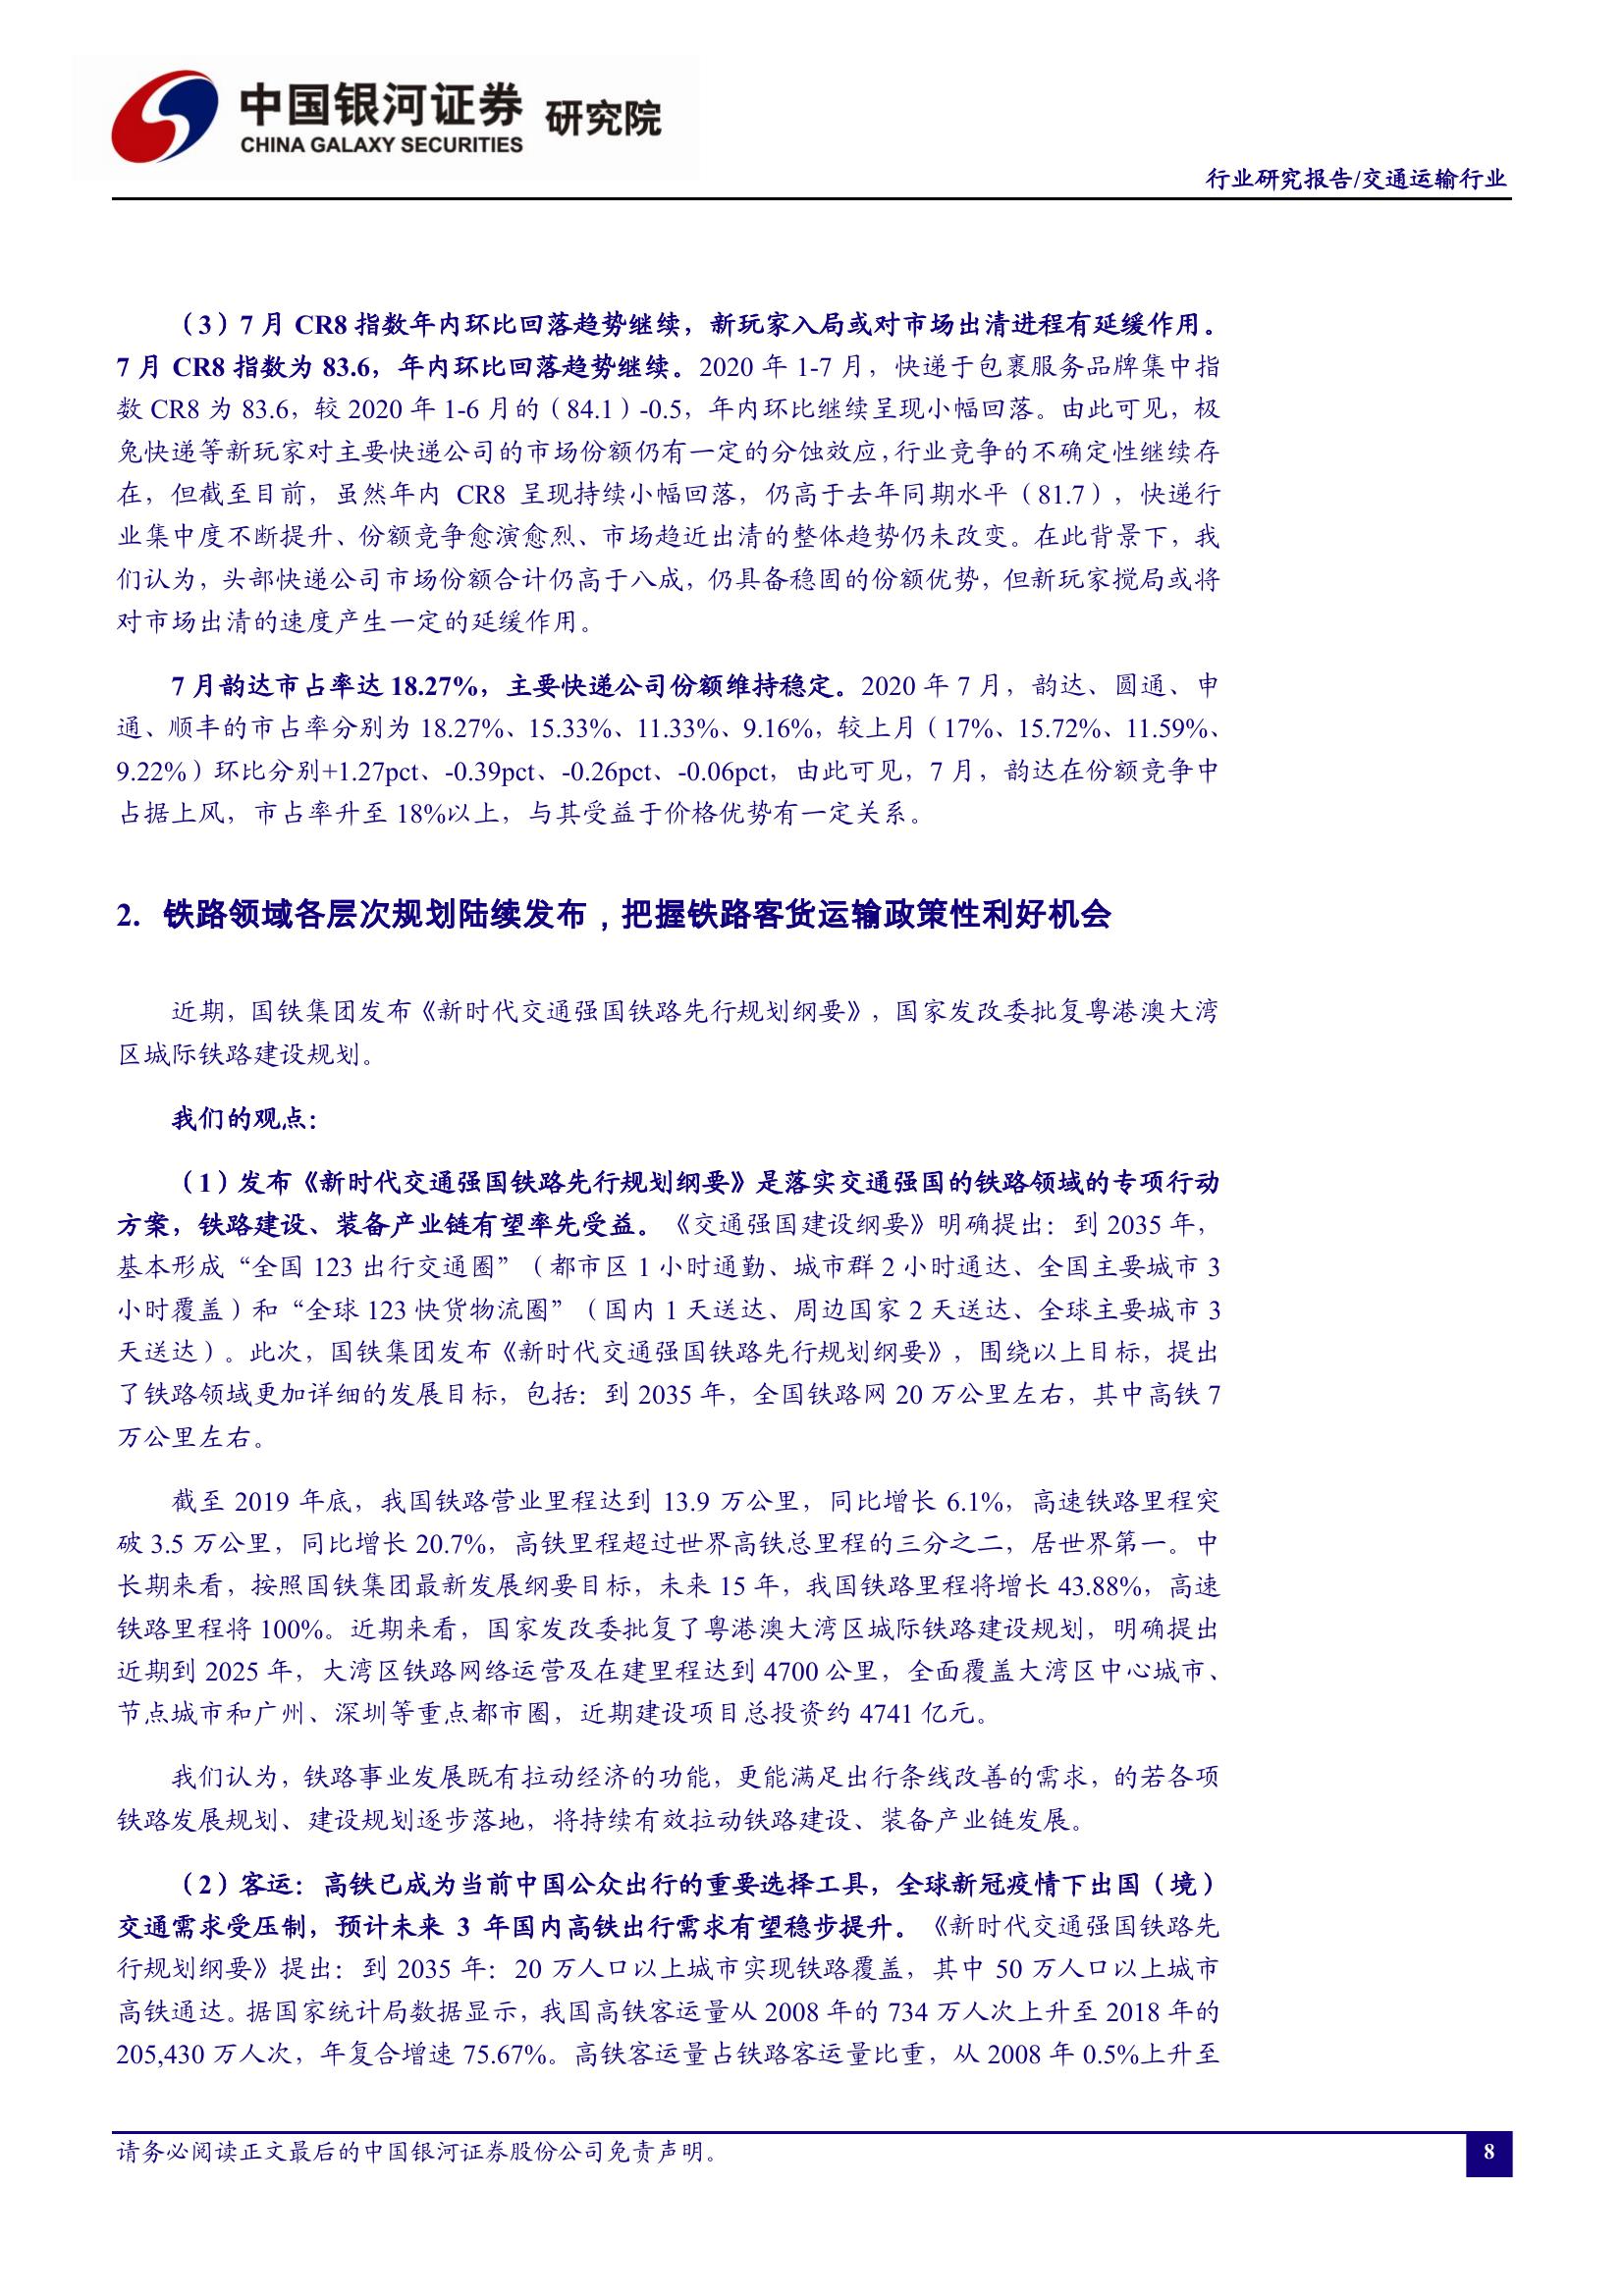 中国银河证券 研究院
CHINA GALAXY SECURITIES
行业研究报告/交通运输行业
（3）7 月 CR8 指数年内环比回落趋势继续，新玩家入局或对市场出清进程有延缓作用。
7 月 CR8 指数为 83.6，年内环比回落趋势继续。2020 年 1-7 月，快递于包裹服务品牌集中指
数 CR8 为 83.6，较 2020 年 1-6 月的（84.1）-0.5，年内环比继续呈现小幅回落。由此可见，极
兔快递等新玩家对主要快递公司的市场份额仍有一定的分蚀效应，行业竞争的不确定性继续存
在，但截至目前，虽然年内 CR8 呈现持续小幅回落，仍高于去年同期水平（81.7），快递行
业集中度不断提升、份额竞争愈演愈烈、市场趋近出清的整体趋势仍未改变。在此背景下，我
们认为，头部快递公司市场份额合计仍高于八成，仍具备稳固的份额优势，但新玩家搅局或将
对市场出清的速度产生一定的延缓作用。
7 月韵达市占率达 18.27%，主要快递公司份额维持稳定。2020 年 7 月，韵达、圆通、申
通、顺丰的市占率分别为 18.27%、15.33%、11.33%、9.16%，较上月（17%、15.72%、11.59%、
9.22%）环比分别+1.27pct、-0.39pct、-0.26pct、-0.06pct，由此可见，7 月，韵达在份额竞争中
占据上风，市占率升至 18%以上，与其受益于价格优势有一定关系。
2. 铁路领域各层次规划陆续发布，把握铁路客货运输政策性利好机会
近期，国铁集团发布《新时代交通强国铁路先行规划纲要》，国家发改委批复粤港澳大湾
区城际铁路建设规划。
我们的观点：
（1）发布《新时代交通强国铁路先行规划纲要》是落实交通强国的铁路领域的专项行动
方案，铁路建设、装备产业链有望率先受益。《交通强国建设纲要》明确提出：到 2035 年，
基本形成“全国 123 出行交通圈”（都市区 1 小时通勤、城市群 2 小时通达、全国主要城市 3
小时覆盖）和“全球 123 快货物流圈”（国内 1 天送达、周边国家 2 天送达、全球主要城市 3
天送达）。此次，国铁集团发布《新时代交通强国铁路先行规划纲要》，围绕以上目标，提出
了铁路领域更加详细的发展目标，包括：到 2035 年，全国铁路网 20 万公里左右，其中高铁 7
万公里左右。
截至 2019 年底，我国铁路营业里程达到 13.9 万公里，同比增长 6.1%，高速铁路里程突
破 3.5 万公里，同比增长 20.7%，高铁里程超过世界高铁总里程的三分之二，居世界第一。中
长期来看，按照国铁集团最新发展纲要目标，未来 15 年，我国铁路里程将增长 43.88%，高速
铁路里程将 100%。近期来看，国家发改委批复了粤港澳大湾区城际铁路建设规划，明确提出
近期到 2025 年，大湾区铁路网络运营及在建里程达到 4700 公里，全面覆盖大湾区中心城市、
节点城市和广州、深圳等重点都市圈，近期建设项目总投资约 4741 亿元。
我们认为，铁路事业发展既有拉动经济的功能，更能满足出行条线改善的需求，的若各项
铁路发展规划、建设规划逐步落地，将持续有效拉动铁路建设、装备产业链发展。
（2）客运：高铁已成为当前中国公众出行的重要选择工具，全球新冠疫情下出国（境）
交通需求受压制，预计未来 3 年国内高铁出行需求有望稳步提升。《新时代交通强国铁路先
行规划纲要》提出：到 2035 年：20 万人口以上城市实现铁路覆盖，其中 50 万人口以上城市
高铁通达。据国家统计局数据显示，我国高铁客运量从 2008 年的 734 万人次上升至 2018 年的
205,430 万人次，年复合增速 75.67%。高铁客运量占铁路客运量比重，从 2008 年 0.5%上升至
请务必阅读正文最后的中国银河证券股份公司免责声明。
8